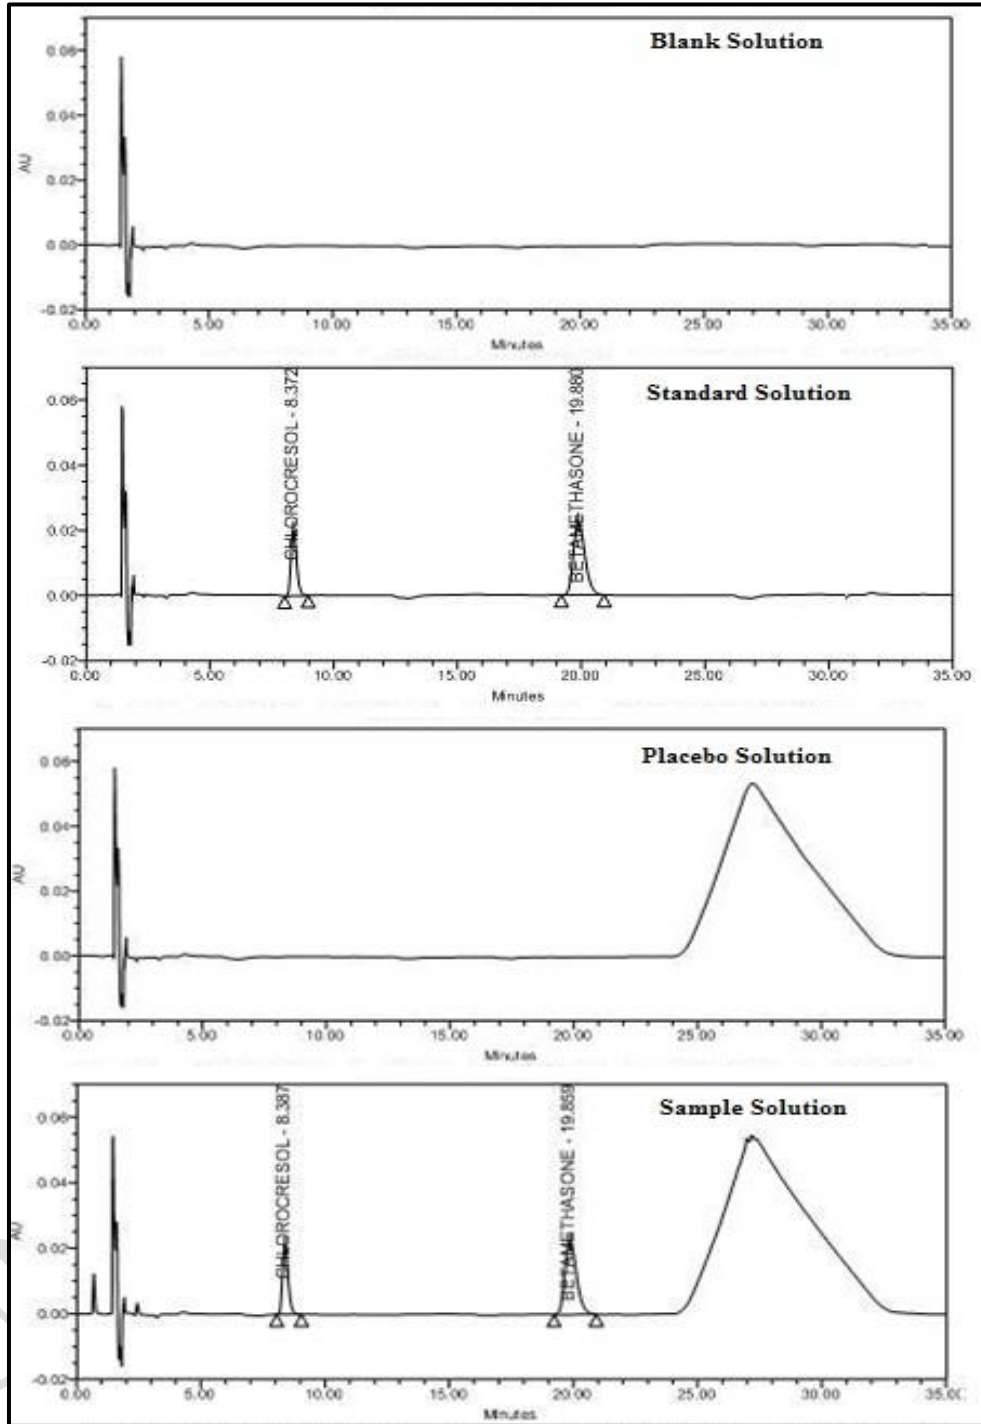 Blank Solution
0.06
0.04
AU
0.02
0.00
-0.02
0.00 5.00 10.00 15.00 20.00 25.00 30.00 35.00
Minutes
Standard Solution
CHLOROCRESOL - 8.372
BETAMETHASONE - 19.880
0.06
0.04
AU
0.02
0.00
-0.02
0.00 5.00 10.00 15.00 20.00 25.00 30.00 35.00
Minutes
Placebo Solution
0.06
0.04
AU
0.02
0.00
-0.02
0.00 5.00 10.00 15.00 20.00 25.00 30.00 35.00
Minutes
Sample Solution
CHLOROCRESOL - 8.387
BETAMETHASONE - 19.859
0.06
0.04
AU
0.02
0.00
-0.02
0.00 5.00 10.00 15.00 20.00 25.00 30.00 35.00
Minutes